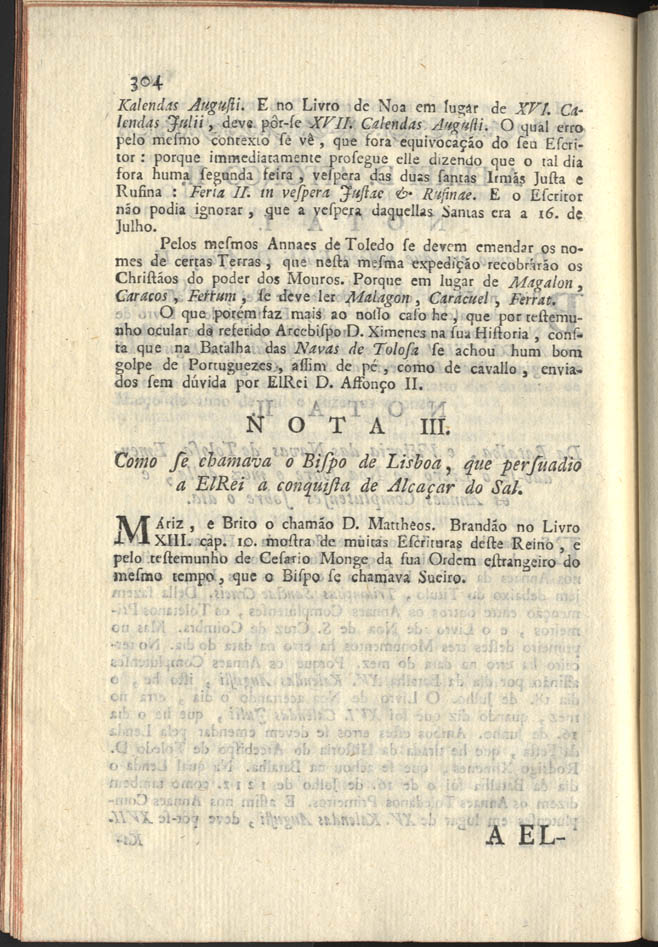 304
Kalendas Auguſti. E no Livro de Noa em lugar de XVI. Ca-
lendas Julii, deve pôr-ſe XVII. Calendas Auguſti. O qual erro
pelo meſmo contexto ſe vê, que fora equivocação do ſeu Eſcri-
tor: porque immediatamente proſegue elle dizendo que o tal dia
fora huma ſegunda feira, veſpera das duas ſantas Irmãs Juſta e
Rufina: Feria II. in veſpera Juſtae & Rufinae. E o Eſcritor
não podia ignorar, que a veſpera daquellas Santas era a 16. de
Julho.
Pelos meſmos Annaes de Toledo ſe devem emendar os no-
mes de certas Terras, que neſta meſma expedição recobrárão os
Chriſtãos do poder dos Mouros. Porque em lugar de Magalon,
Caracos, Ferrum, ſe deve ler Malagon, Caracuel, Ferrat.
O que porém faz mais ao noſſo caſo he, que por teſtemu-
nho ocular do referido Arcebiſpo D. Ximenes na ſua Hiſtoria, conſ-
ta que na Batalha das Navas de Toloſa ſe achou hum bom
golpe de Portuguezes, aſſim de pé, como de cavallo, envia-
dos ſem dúvida por ElRei D. Affonço II.
NOTA III.
Como ſe chamava o Biſpo de Lisboa, que perſuadio
a ElRei a conquiſta de Alcaçar do Sal.
MÁriz, e Brito o chamão D. Mattheos. Brandão no Livro
XIII. cap. 10. moſtra de muitas Eſcrituras deſte Reino, e
pelo teſtemunho de Ceſario Monge da ſua Ordem eſtrangeiro do
meſmo tempo, que o Biſpo ſe chamava Sueiro.
A EL-